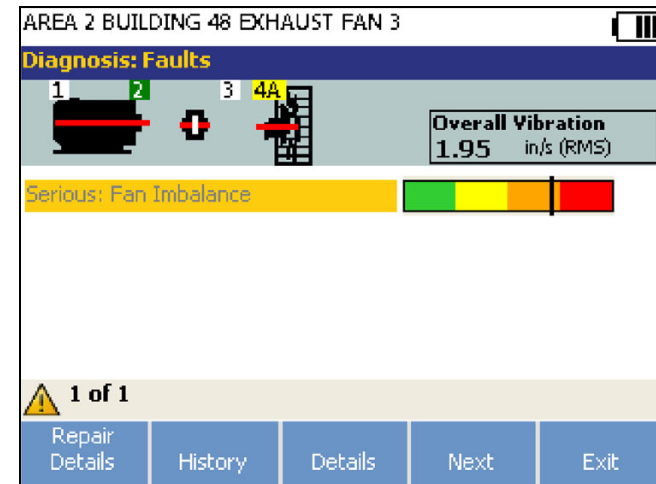 AREA 2 BUILDING 48 EXHAUST FAN 3
Diagnosis: Faults
1 2 3 4A
Overall Vibration
1.95 in/s (RMS)
Serious: Fan Imbalance
1 of 1
Repair Details
History
Details
Next
Exit